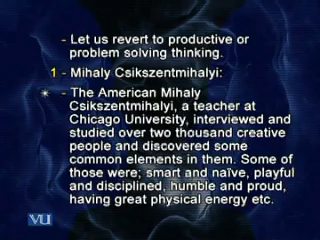 - Let us revert to productive or
problem solving thinking.
1 - Mihaly Csikszentmihalyi:
- The American Mihaly
Csikszentmihalyi, a teacher at
Chicago University, interviewed and
studied over two thousand creative
people and discovered some
common elements in them. Some of
those were; smart and naïve, playful
and disciplined, humble and proud,
having great physical energy etc.
VU